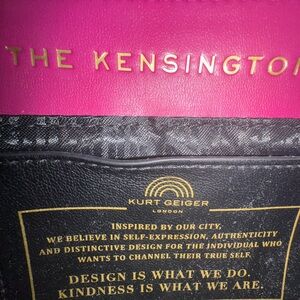 THE KENSINGTON
KURT GEIGER
LONDON
INSPIRED BY OUR CITY,
WE BELIEVE IN SELF-EXPRESSION, AUTHENTICITY
AND DISTINCTIVE DESIGN FOR THE INDIVIDUAL WHO
WANTS TO CHANNEL THEIR TRUE SELF.
DESIGN IS WHAT WE DO.
KINDNESS IS WHAT WE ARE.